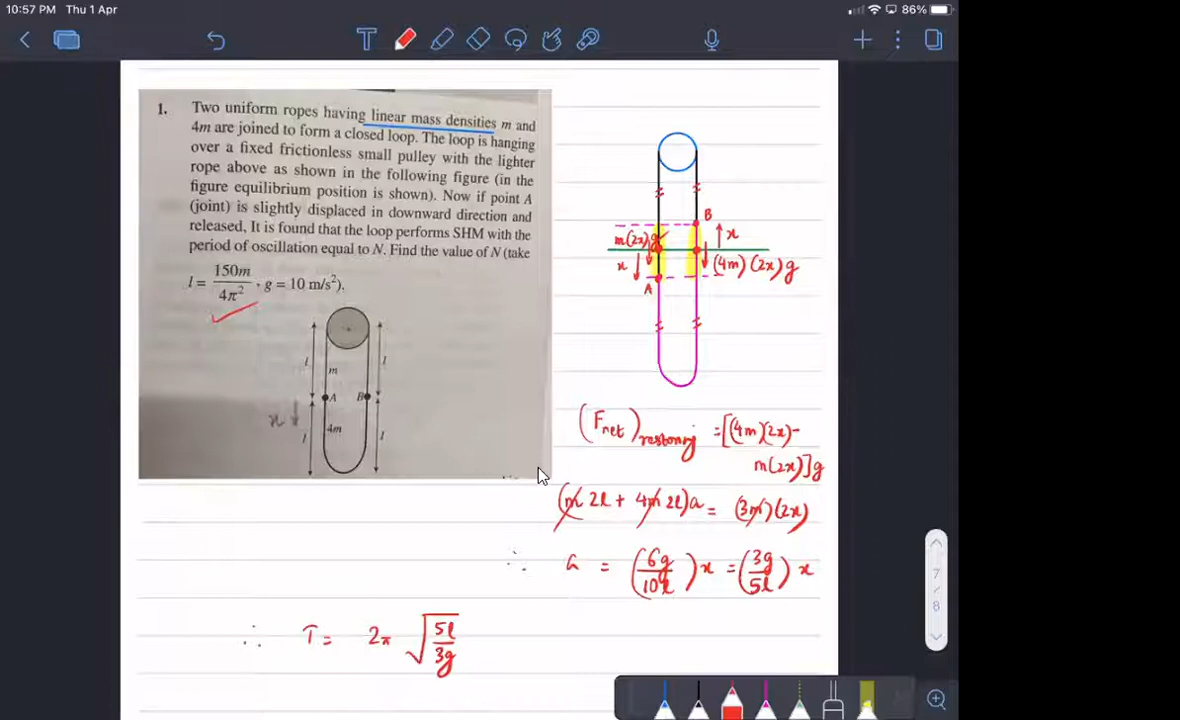 10:57 PM Thu 1 Apr
86%
1. Two uniform ropes having linear mass densities m and
4m are joined to form a closed loop. The loop is hanging
over a fixed frictionless small pulley with the lighter
rope above as shown in the following figure (in the
figure equilibrium position is shown). Now if point A
(joint) is slightly displaced in downward direction and
released, It is found that the loop performs SHM with the
period of oscillation equal to N. Find the value of N (take
l = 150m / 4π² · g = 10 m/s²).
l
l
m
A
B
x
l
4m
l
B
m(2x)g
x
x
(4m)(2x)g
A
(Fnet)restoring = [(4m)(2x) -
m(2x)]g
(m 2l + 4m 2l)a = (3m)(2x)
∴ a = (6g/10l) x = (3g/5l) x
∴ T = 2π √(5l/3g)
7
8